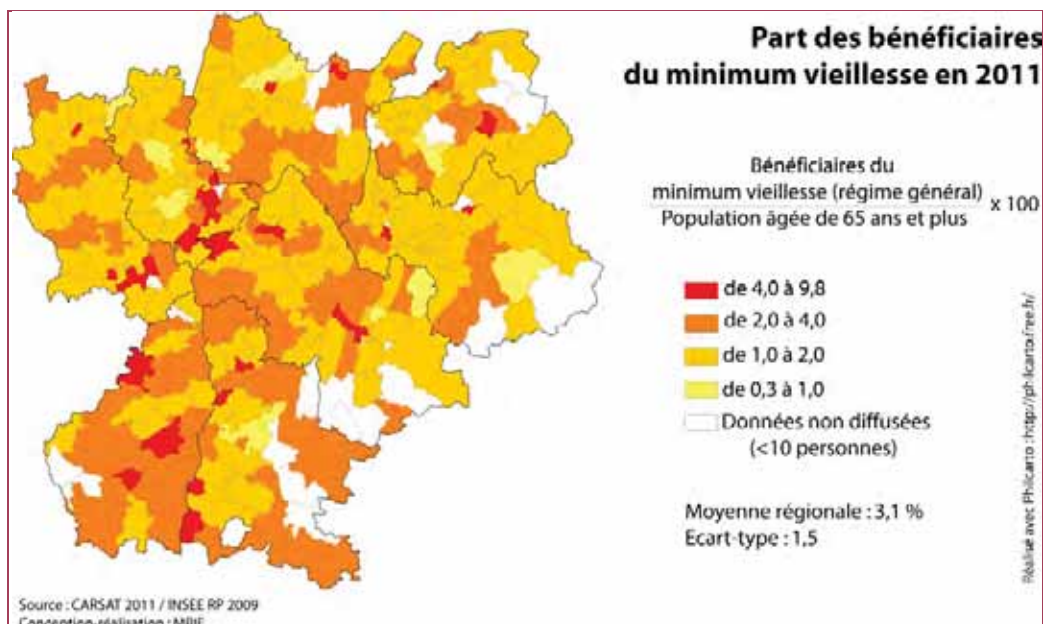 Part des bénéficiaires
du minimum vieillesse en 2011
Bénéficiaires du
minimum vieillesse (régime général)
Population âgée de 65 ans et plus
x 100
de 4,0 à 9,8
de 2,0 à 4,0
de 1,0 à 2,0
de 0,3 à 1,0
Données non diffusées
(<10 personnes)
Moyenne régionale : 3,1 %
Ecart-type : 1,5
Réalisé avec Philcarto : http://philcarto.free.fr/
Source : CARSAT 2011 / INSEE RP 2009
Conception-réalisation :